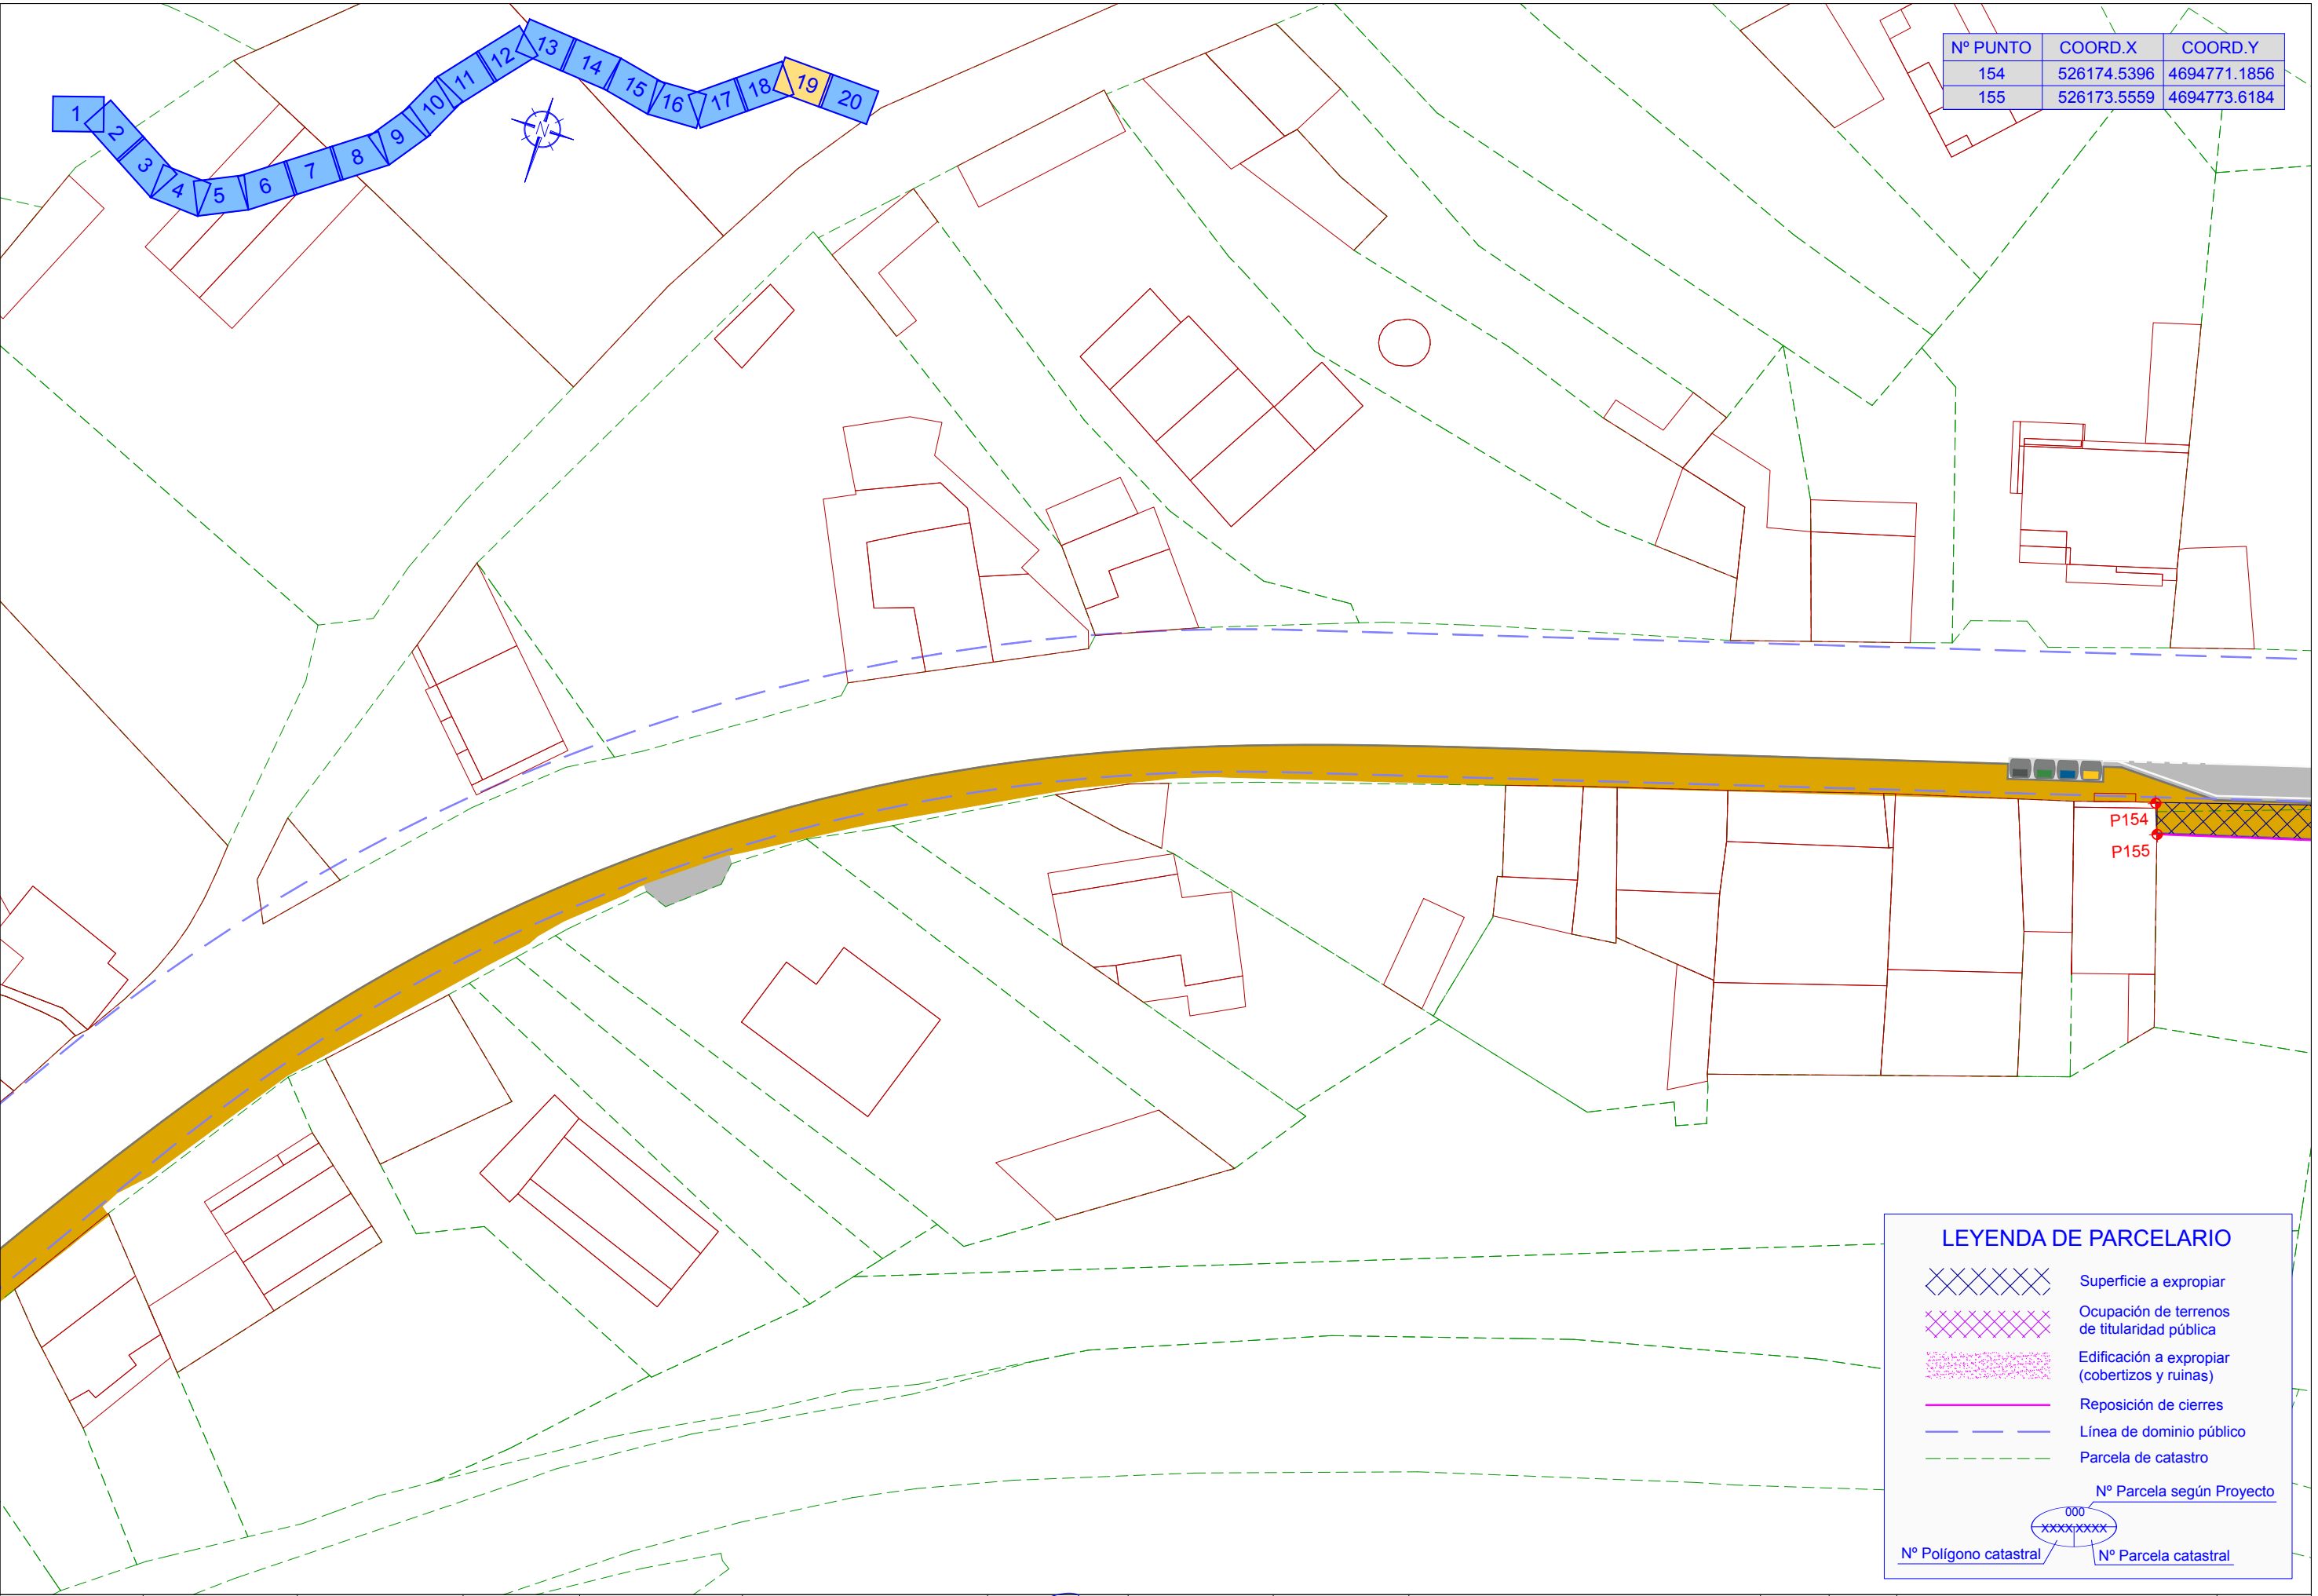 1
2
3
4
5
6
7
8
9
10
11
12
13
14
15
16
17
18
19
20
N
Nº PUNTO COORD.X COORD.Y
154 526174.5396 4694771.1856
155 526173.5559 4694773.6184
P154
P155
LEYENDA DE PARCELARIO
Superficie a expropiar
Ocupación de terrenos
de titularidad pública
Edificación a expropiar
(cobertizos y ruinas)
Reposición de cierres
Línea de dominio público
Parcela de catastro
Nº Parcela según Proyecto
000
XXXX XXXX
Nº Polígono catastral
Nº Parcela catastral